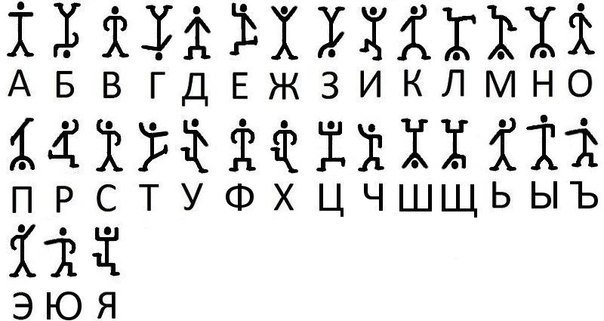 А Б В Г Д Е Ж З И К Л М Н О
П Р С Т У Ф Х Ц Ч Ш Щ Ь Ы Ъ
Э Ю Я